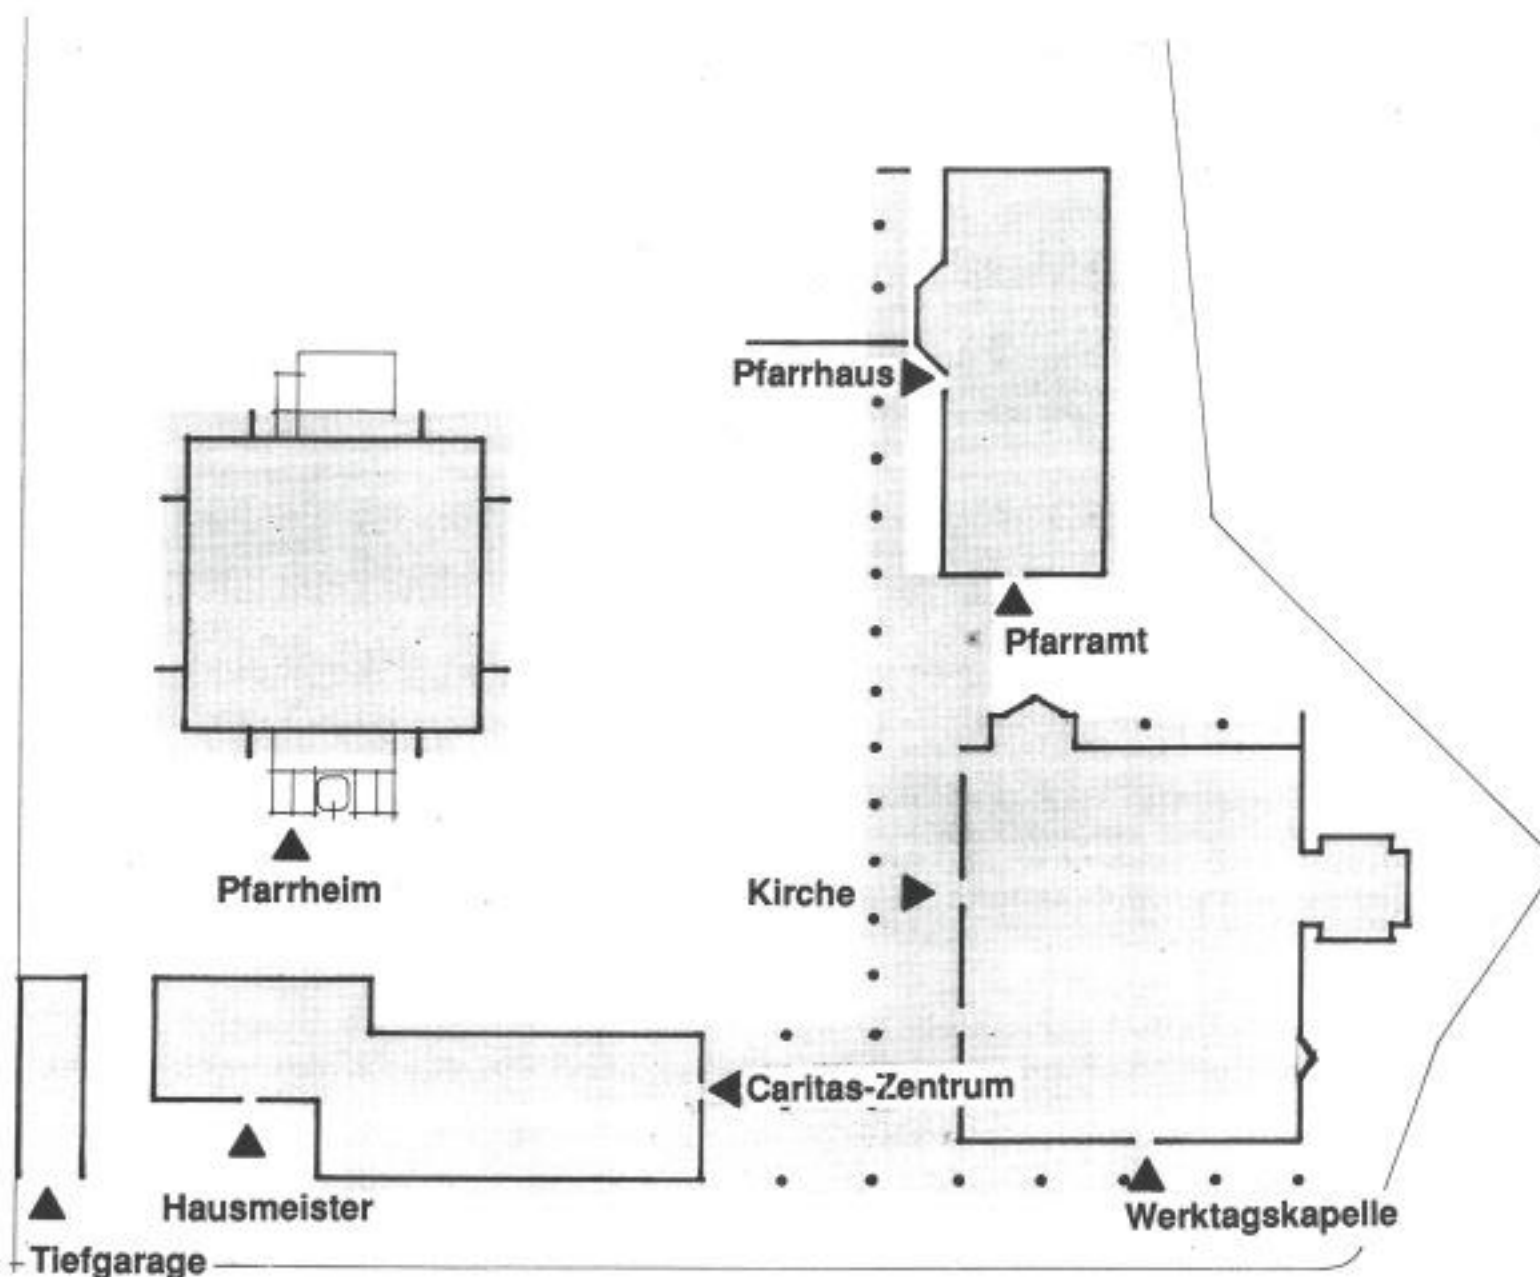 Pfarrhaus
Pfarramt
Pfarrheim
Kirche
Caritas-Zentrum
Hausmeister
Werktagskapelle
Tiefgarage